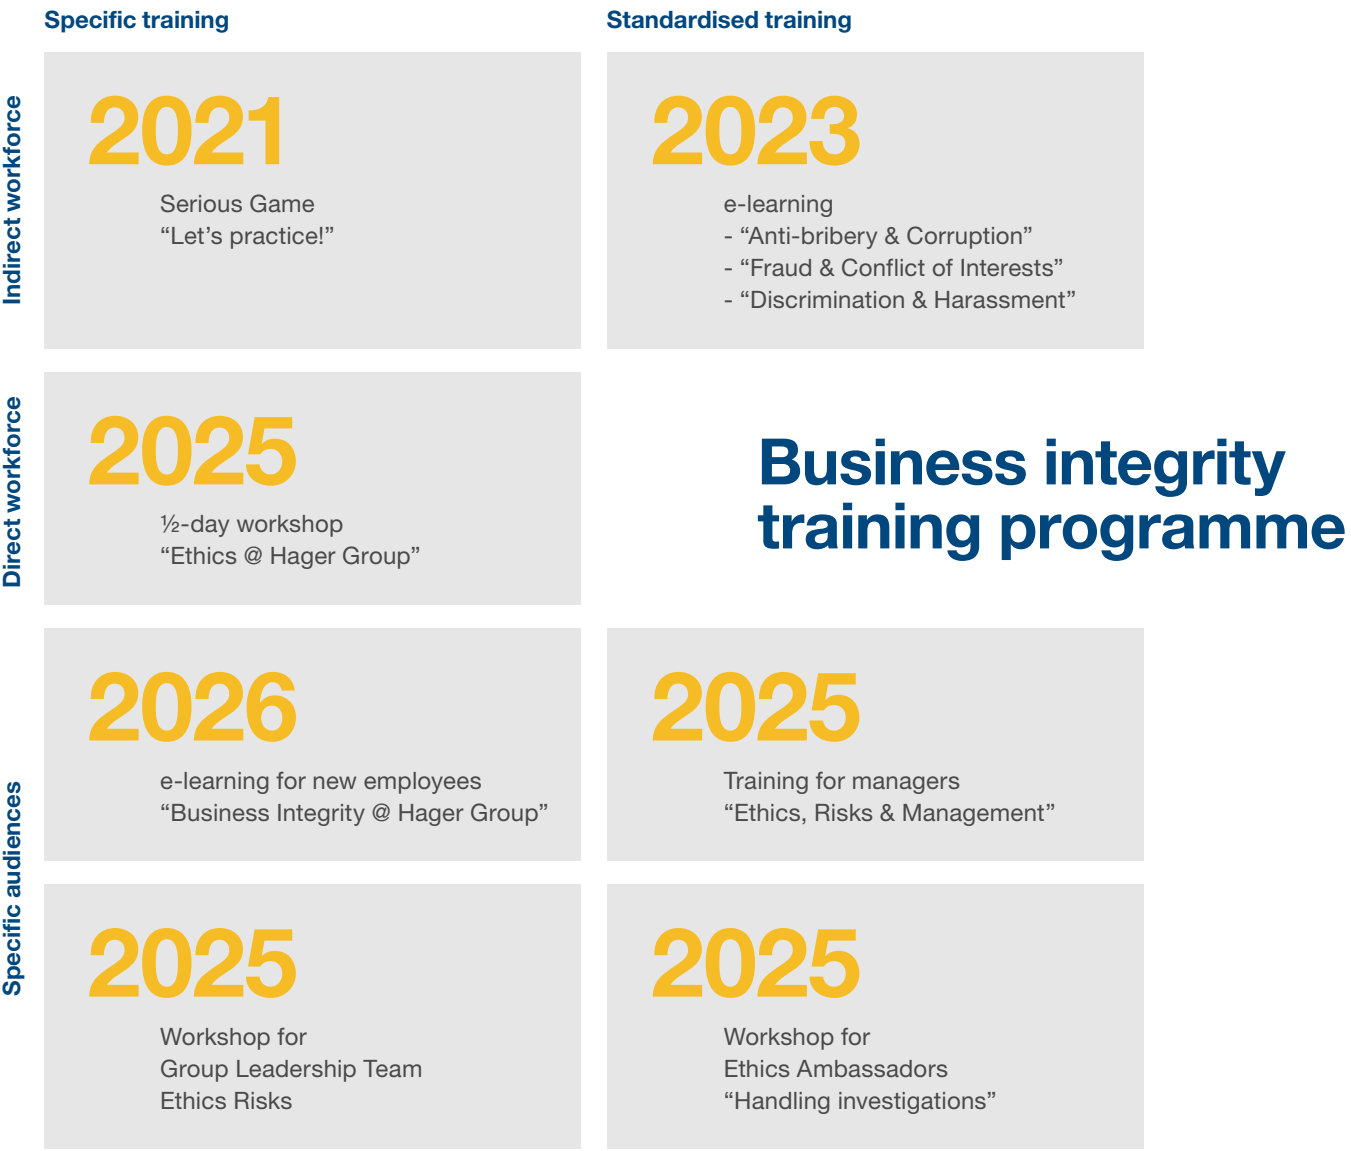 Specific training
Standardised training
Indirect workforce
2021
Serious Game
“Let’s practice!”
2023
e-learning
- “Anti-bribery & Corruption”
- “Fraud & Conflict of Interests”
- “Discrimination & Harassment”
Direct workforce
2025
½-day workshop
“Ethics @ Hager Group”
Business integrity
training programme
Specific audiences
2026
e-learning for new employees
“Business Integrity @ Hager Group”
2025
Training for managers
“Ethics, Risks & Management”
2025
Workshop for
Group Leadership Team
Ethics Risks
2025
Workshop for
Ethics Ambassadors
“Handling investigations”